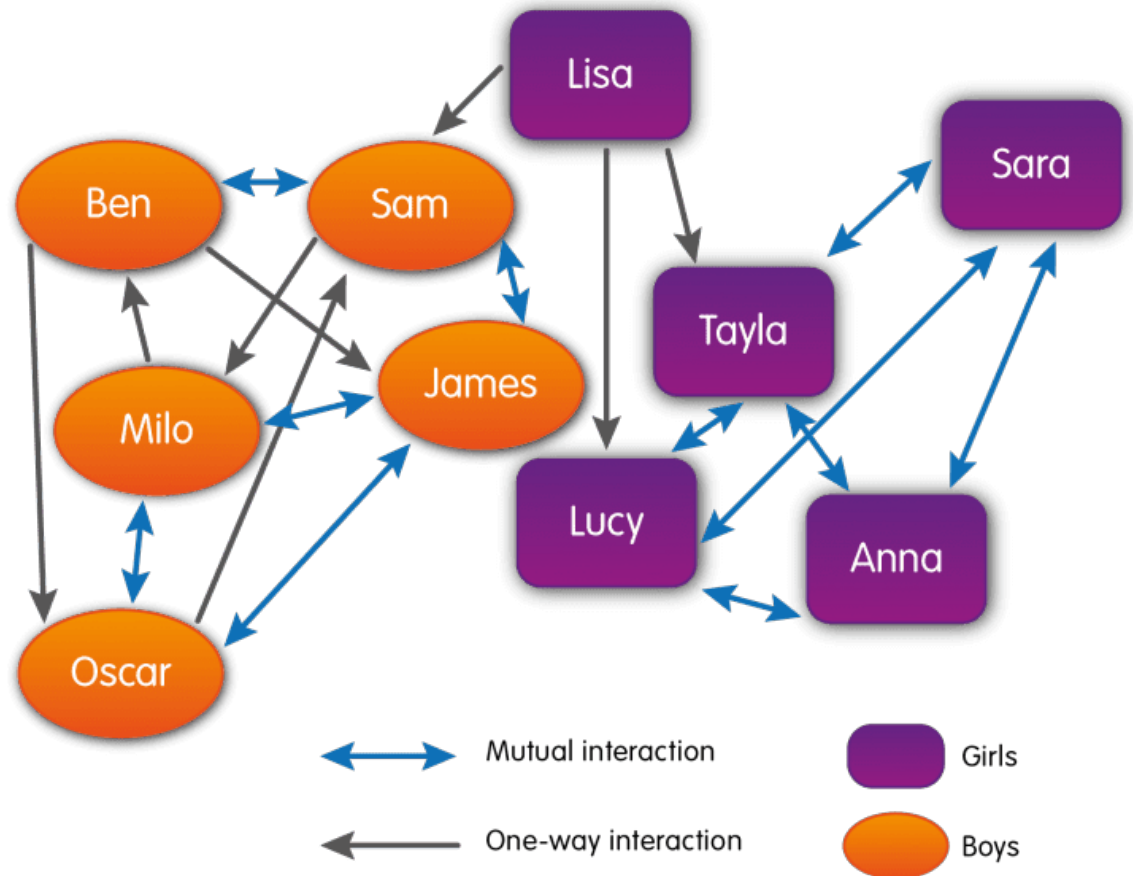 Lisa
Sara
Ben
Sam
Tayla
James
Milo
Lucy
Anna
Oscar
Mutual interaction
Girls
One-way interaction
Boys